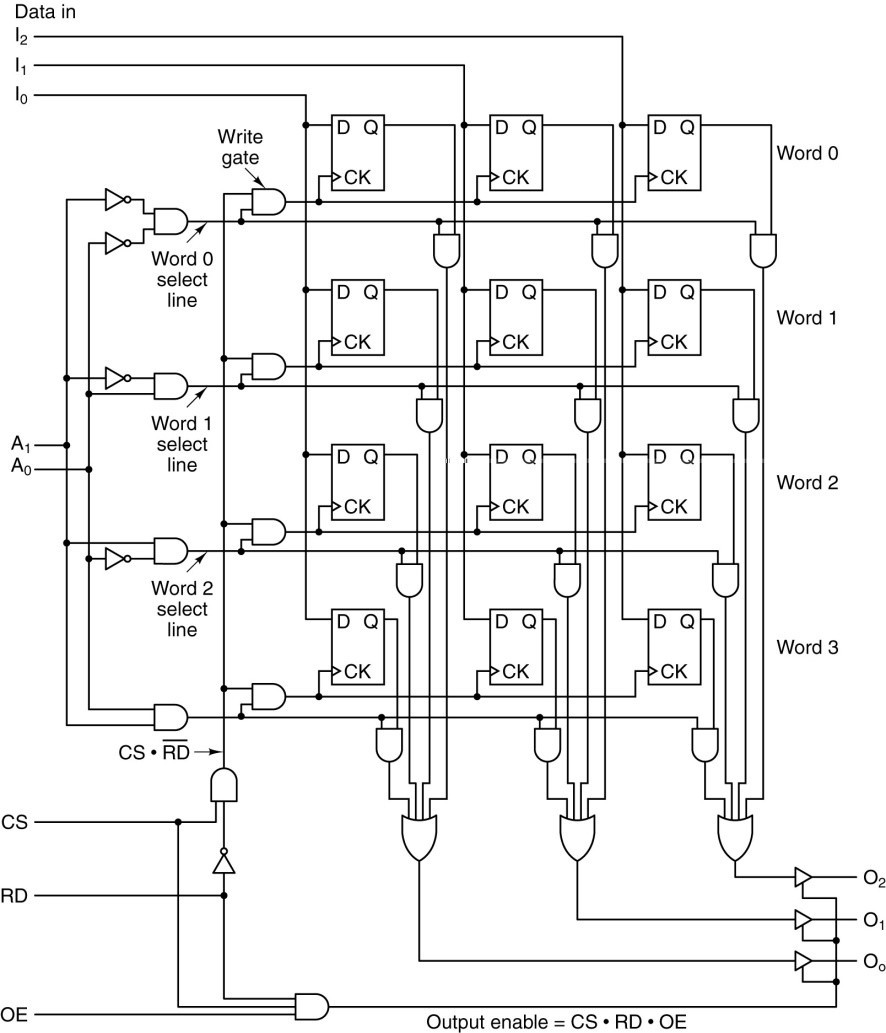 Data in
I₂
I₁
I₀
Write
gate
D Q
CK
D Q
CK
D Q
CK
Word 0
Word 0
select
line
D Q
CK
D Q
CK
D Q
CK
Word 1
Word 1
select
line
A₁
A₀
D Q
CK
D Q
CK
D Q
CK
Word 2
Word 2
select
line
D Q
CK
D Q
CK
D Q
CK
Word 3
CS • R̅D̅
CS
RD
OE
O₂
O₁
Oₒ
Output enable = CS • RD • OE